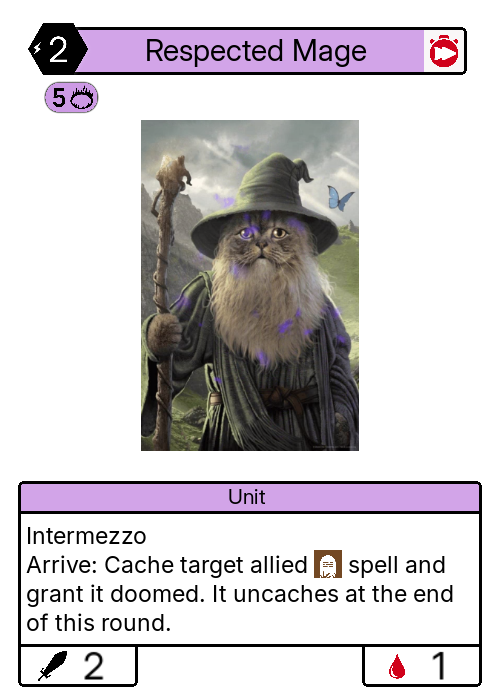 2
Respected Mage
5
Unit
Intermezzo
Arrive: Cache target allied spell and
grant it doomed. It uncaches at the end
of this round.
2
1